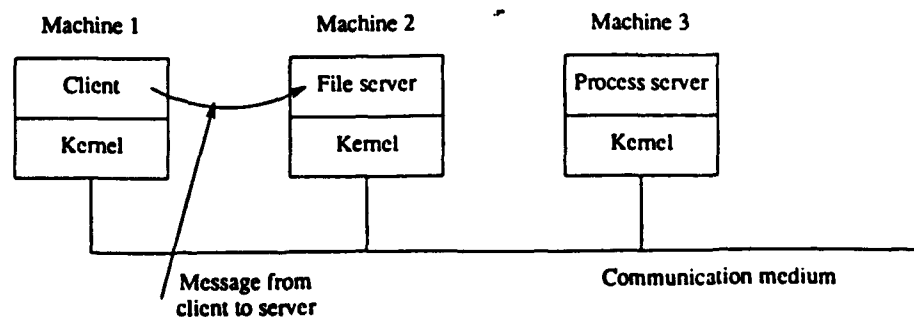 Machine 1
Machine 2
Machine 3
Client
File server
Process server
Kernel
Kernel
Kernel
Message from
client to server
Communication medium